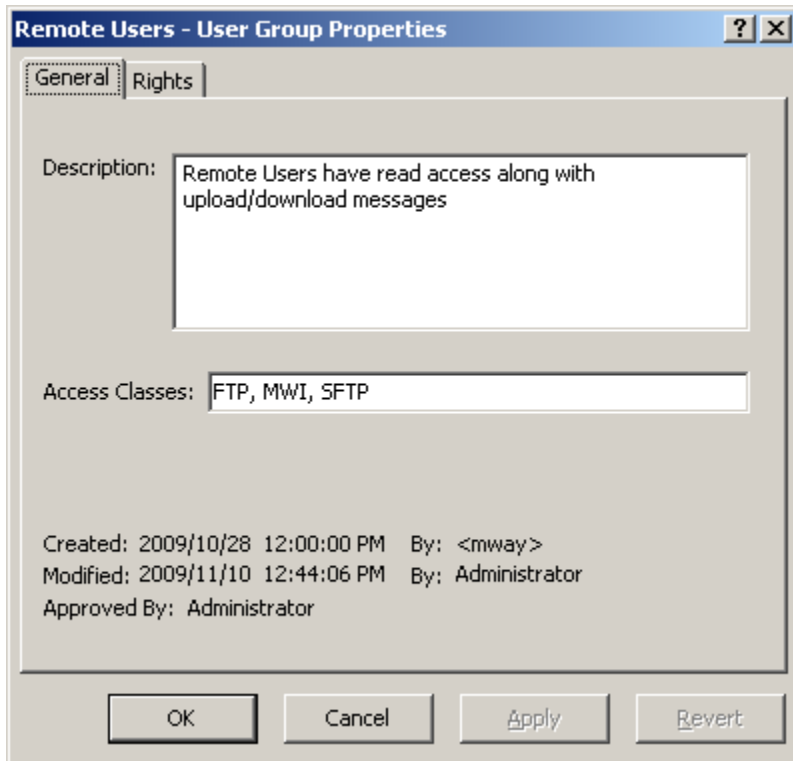 Remote Users - User Group Properties
General Rights
Description: Remote Users have read access along with
upload/download messages
Access Classes: FTP, MWI, SFTP
Created: 2009/10/28 12:00:00 PM By: <mway>
Modified: 2009/11/10 12:44:06 PM By: Administrator
Approved By: Administrator
OK Cancel Apply Revert